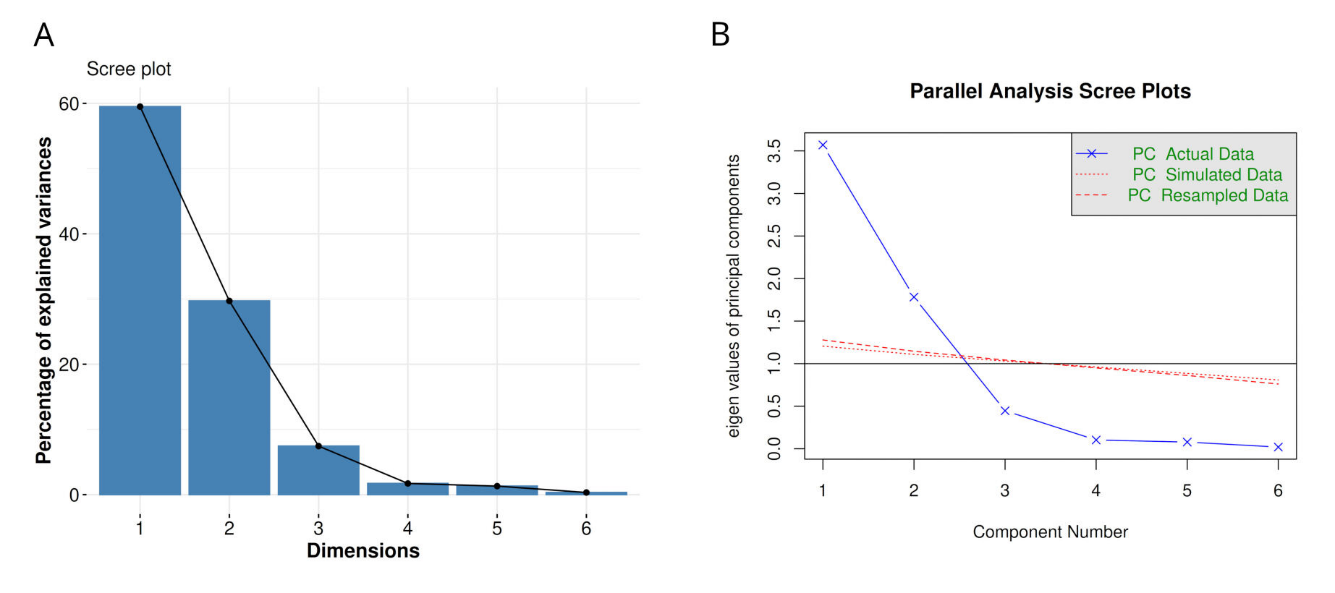 A
Scree plot
Percentage of explained variances
60
40
20
0
1 2 3 4 5 6
Dimensions
B
Parallel Analysis Scree Plots
eigen values of principal components
3.5
3.0
2.5
2.0
1.5
1.0
0.5
0.0
PC Actual Data
PC Simulated Data
PC Resampled Data
1 2 3 4 5 6
Component Number